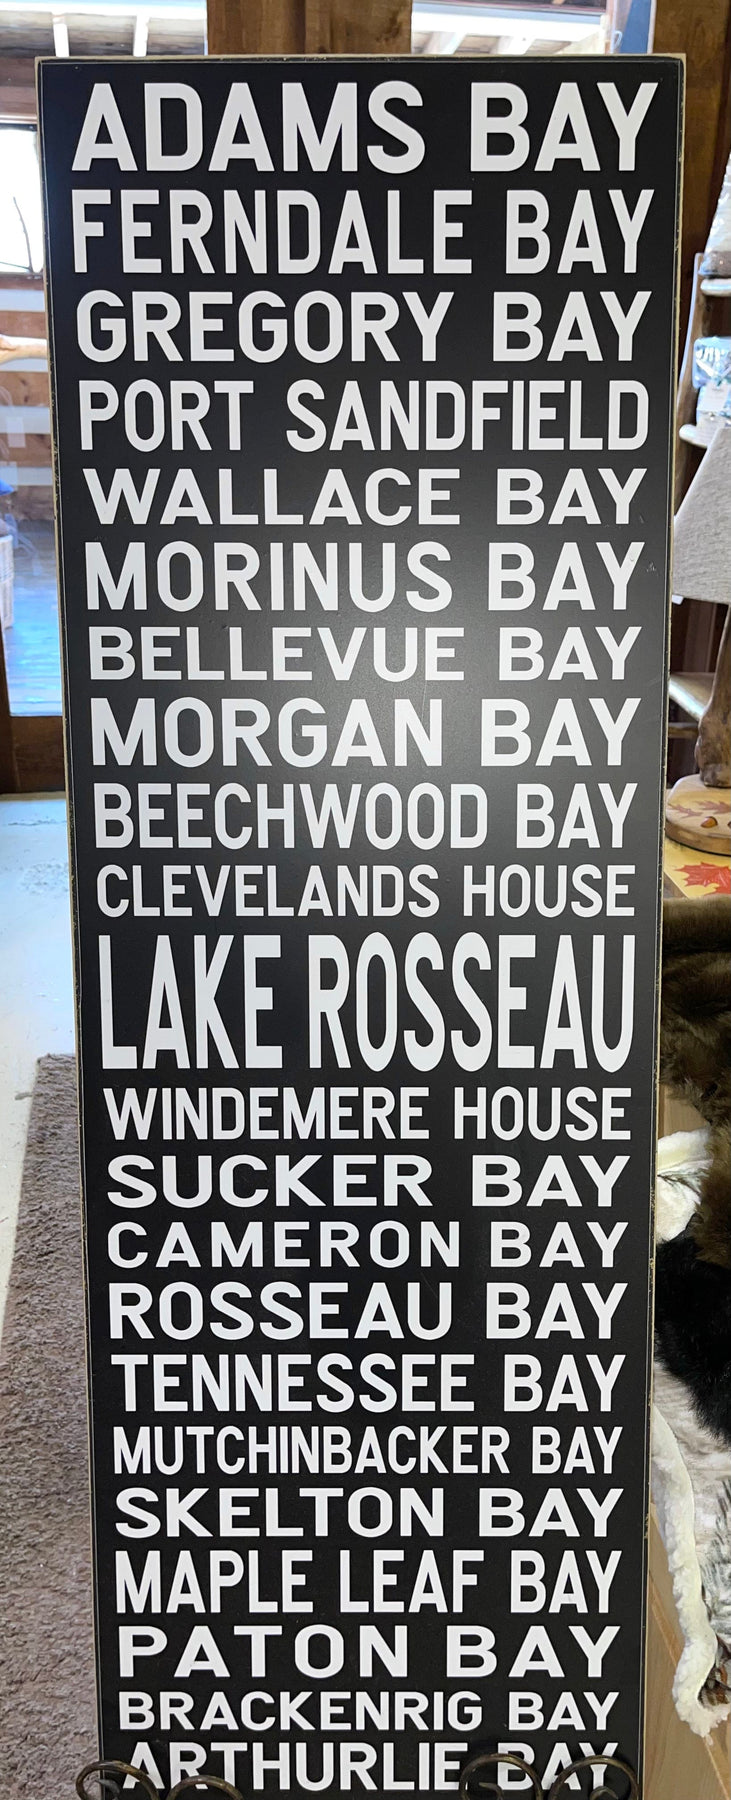 ADAMS BAY
FERNDALE BAY
GREGORY BAY
PORT SANDFIELD
WALLACE BAY
MORINUS BAY
BELLEVUE BAY
MORGAN BAY
BEECHWOOD BAY
CLEVELANDS HOUSE
LAKE ROSSEAU
WINDEMERE HOUSE
SUCKER BAY
CAMERON BAY
ROSSEAU BAY
TENNESSEE BAY
MUTCHINBACKER BAY
SKELTON BAY
MAPLE LEAF BAY
PATON BAY
BRACKENRIG BAY
ARTHURLIE BAY